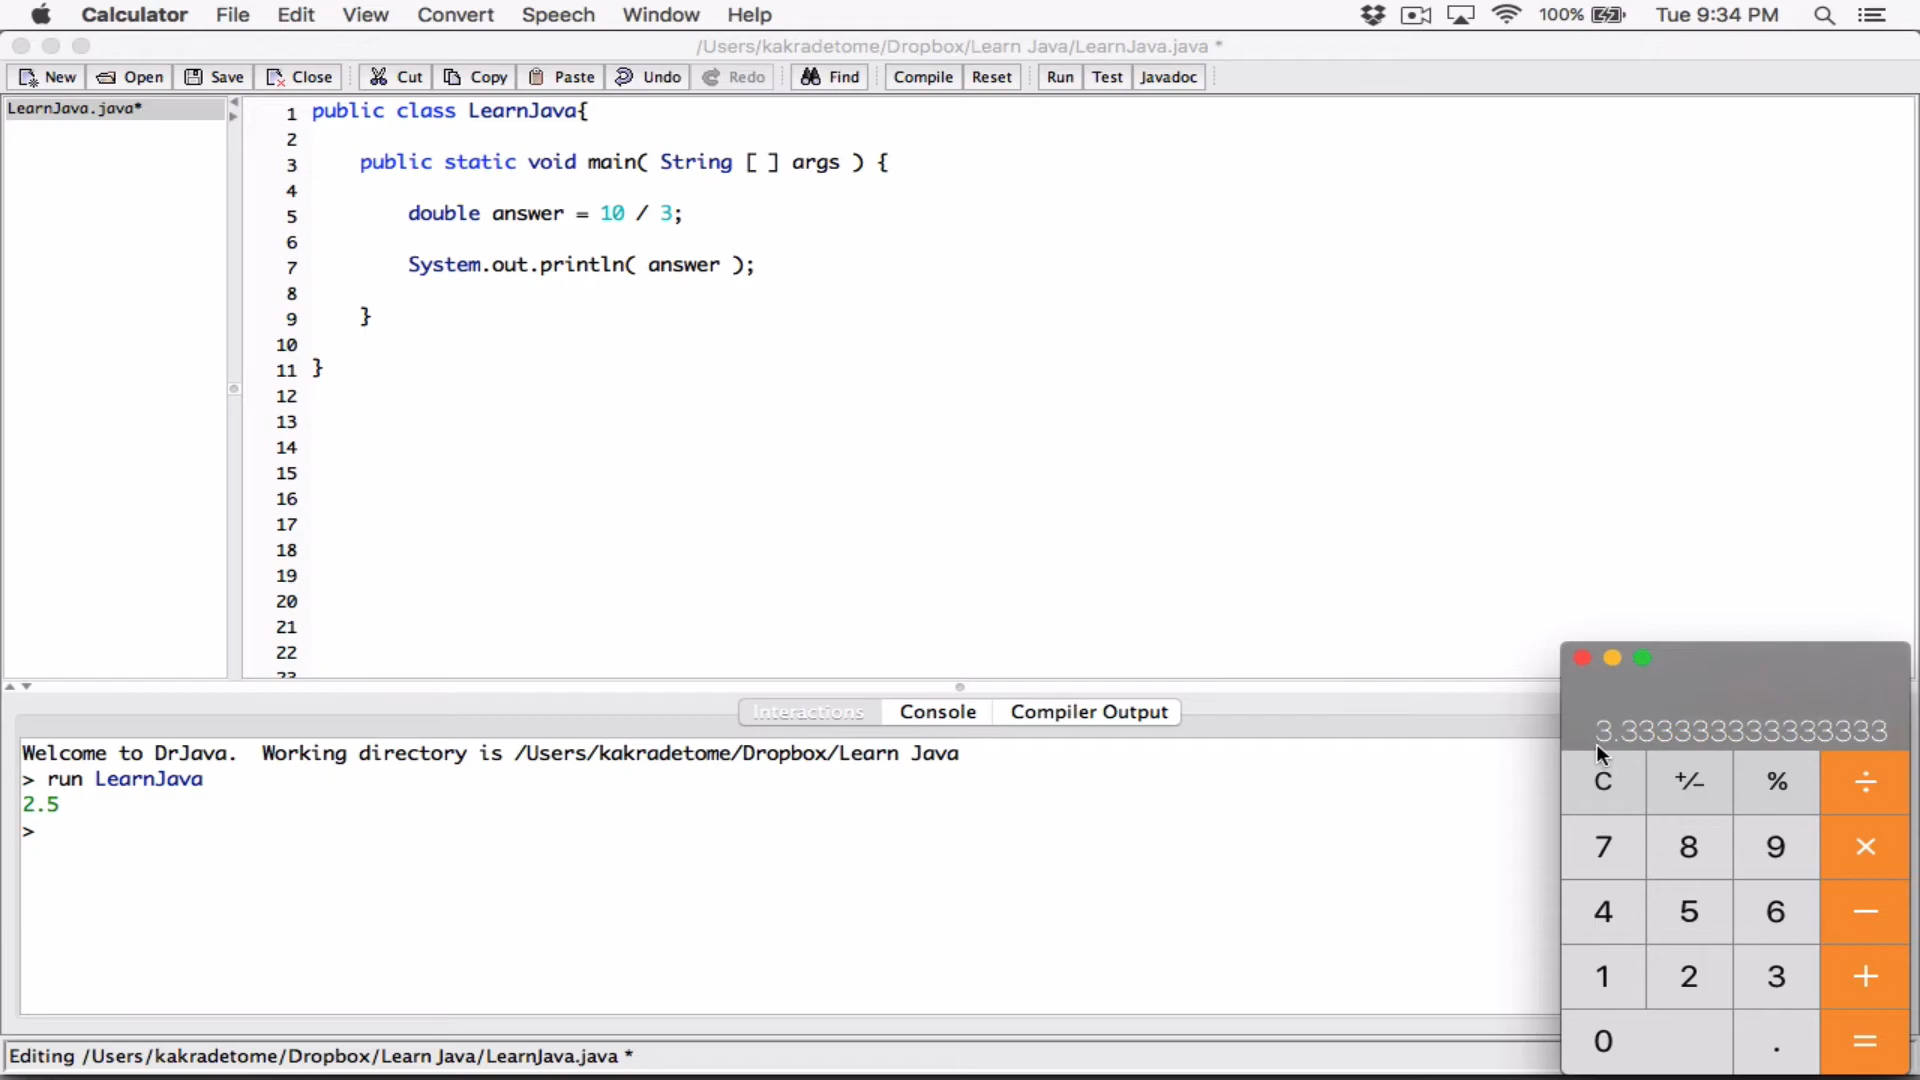 Calculator File Edit View Convert Speech Window Help 100% Tue 9:34 PM
/Users/kakradetome/Dropbox/Learn Java/LearnJava.java *
New Open Save Close Cut Copy Paste Undo Redo Find Compile Reset Run Test Javadoc
LearnJava.java*
1 public class LearnJava{
2
3 public static void main( String [ ] args ) {
4
5 double answer = 10 / 3;
6
7 System.out.println( answer );
8
9 }
10
11 }
12
13
14
15
16
17
18
19
20
21
22
23
Interactions Console Compiler Output
Welcome to DrJava.  Working directory is /Users/kakradetome/Dropbox/Learn Java
> run LearnJava
2.5
>
3.333333333333333
C +/- % ÷
7 8 9 ×
4 5 6 −
1 2 3 +
0 . =
Editing /Users/kakradetome/Dropbox/Learn Java/LearnJava.java *